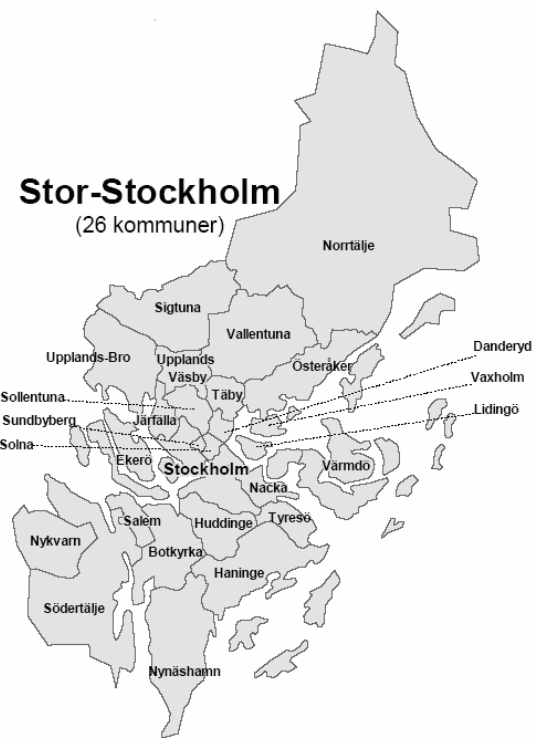 Stor-Stockholm
(26 kommuner)
Norrtälje
Sigtuna
Vallentuna
Danderyd
Upplands-Bro
Upplands
Väsby
Österåker
Vaxholm
Täby
Sollentuna
Lidingö
Sundbyberg
Järfälla
Solna
Ekerö
Stockholm
Värmdö
Nacka
Salem
Huddinge
Tyresö
Nykvarn
Botkyrka
Haninge
Södertälje
Nynäshamn